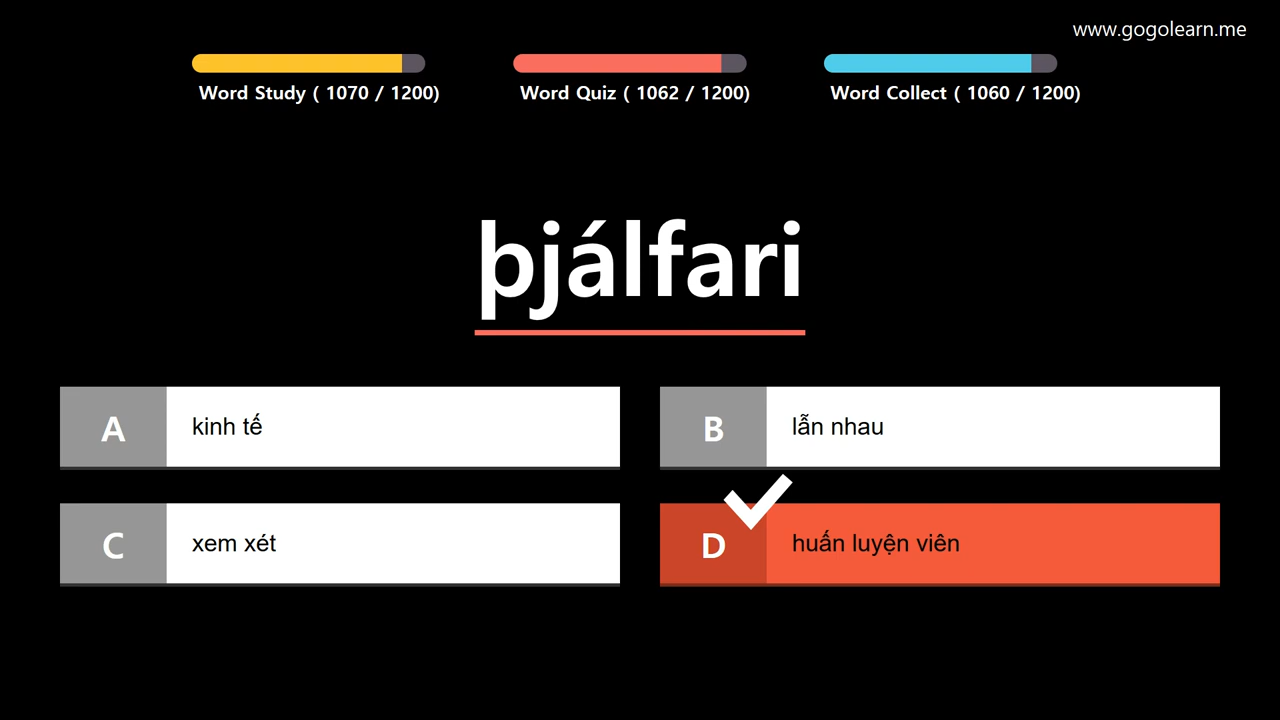 www.gogolearn.me
Word Study ( 1070 / 1200)
Word Quiz ( 1062 / 1200)
Word Collect ( 1060 / 1200)
þjálfari
A kinh tế
B lẫn nhau
C xem xét
D huấn luyện viên